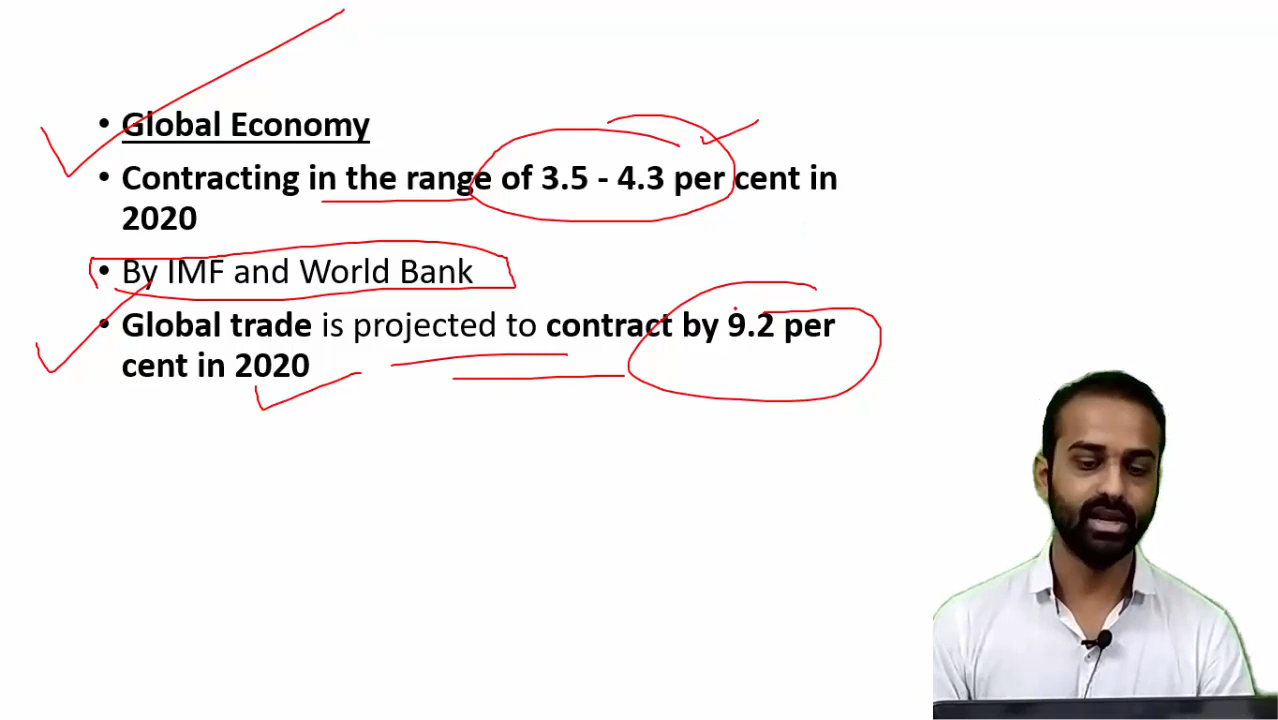 • Global Economy
• Contracting in the range of 3.5 - 4.3 per cent in
2020
• By IMF and World Bank
• Global trade is projected to contract by 9.2 per
cent in 2020